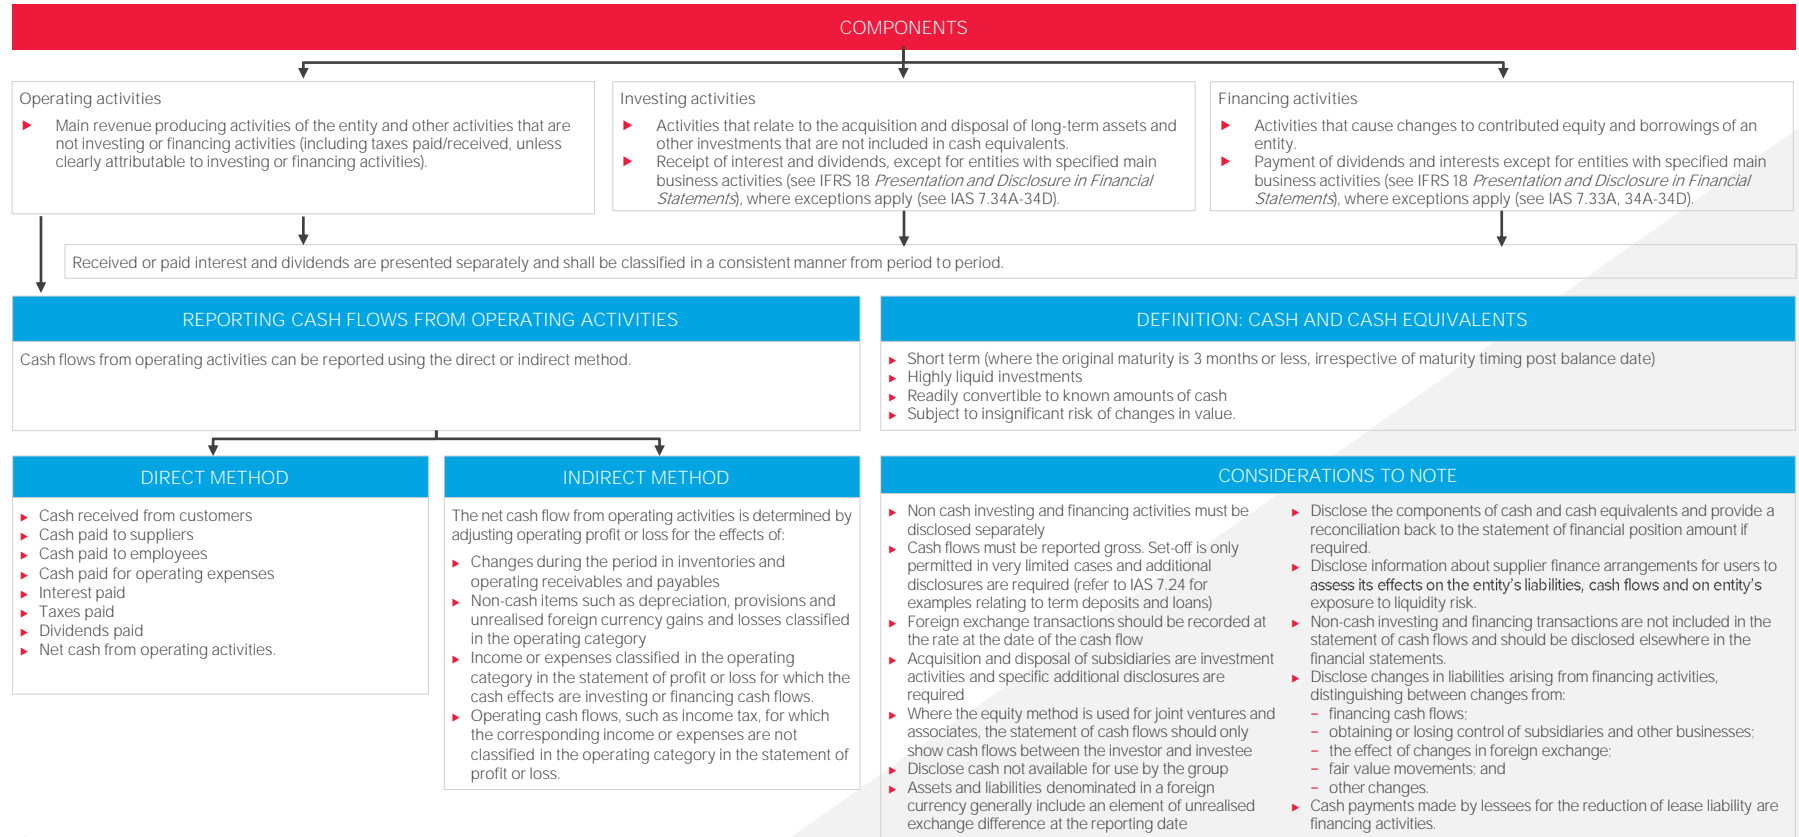 COMPONENTS
Operating activities
► Main revenue producing activities of the entity and other activities that are
not investing or financing activities (including taxes paid/received, unless
clearly attributable to investing or financing activities).
Investing activities
► Activities that relate to the acquisition and disposal of long-term assets and
other investments that are not included in cash equivalents.
► Receipt of interest and dividends, except for entities with specified main
business activities (see IFRS 18 Presentation and Disclosure in Financial
Statements), where exceptions apply (see IAS 7.34A-34D).
Financing activities
► Activities that cause changes to contributed equity and borrowings of an
entity.
► Payment of dividends and interests except for entities with specified main
business activities (see IFRS 18 Presentation and Disclosure in Financial
Statements), where exceptions apply (see IAS 7.33A, 34A-34D).
Received or paid interest and dividends are presented separately and shall be classified in a consistent manner from period to period.
REPORTING CASH FLOWS FROM OPERATING ACTIVITIES
Cash flows from operating activities can be reported using the direct or indirect method.
DEFINITION: CASH AND CASH EQUIVALENTS
► Short term (where the original maturity is 3 months or less, irrespective of maturity timing post balance date)
► Highly liquid investments
► Readily convertible to known amounts of cash
► Subject to insignificant risk of changes in value.
DIRECT METHOD
► Cash received from customers
► Cash paid to suppliers
► Cash paid to employees
► Cash paid for operating expenses
► Interest paid
► Taxes paid
► Dividends paid
► Net cash from operating activities.
INDIRECT METHOD
The net cash flow from operating activities is determined by
adjusting operating profit or loss for the effects of:
► Changes during the period in inventories and
operating receivables and payables
► Non-cash items such as depreciation, provisions and
unrealised foreign currency gains and losses classified
in the operating category
► Income or expenses classified in the operating
category in the statement of profit or loss for which the
cash effects are investing or financing cash flows.
► Operating cash flows, such as income tax, for which
the corresponding income or expenses are not
classified in the operating category in the statement of
profit or loss.
CONSIDERATIONS TO NOTE
► Non cash investing and financing activities must be
disclosed separately
► Cash flows must be reported gross. Set-off is only
permitted in very limited cases and additional
disclosures are required (refer to IAS 7.24 for
examples relating to term deposits and loans)
► Foreign exchange transactions should be recorded at
the rate at the date of the cash flow
► Acquisition and disposal of subsidiaries are investment
activities and specific additional disclosures are
required
► Where the equity method is used for joint ventures and
associates, the statement of cash flows should only
show cash flows between the investor and investee
► Disclose cash not available for use by the group
► Assets and liabilities denominated in a foreign
currency generally include an element of unrealised
exchange difference at the reporting date
► Disclose the components of cash and cash equivalents and provide a
reconciliation back to the statement of financial position amount if
required.
► Disclose information about supplier finance arrangements for users to
assess its effects on the entity's liabilities, cash flows and on entity's
exposure to liquidity risk.
► Non-cash investing and financing transactions are not included in the
statement of cash flows and should be disclosed elsewhere in the
financial statements.
► Disclose changes in liabilities arising from financing activities,
distinguishing between changes from:
– financing cash flows;
– obtaining or losing control of subsidiaries and other businesses;
– the effect of changes in foreign exchange;
– fair value movements; and
– other changes.
► Cash payments made by lessees for the reduction of lease liability are
financing activities.